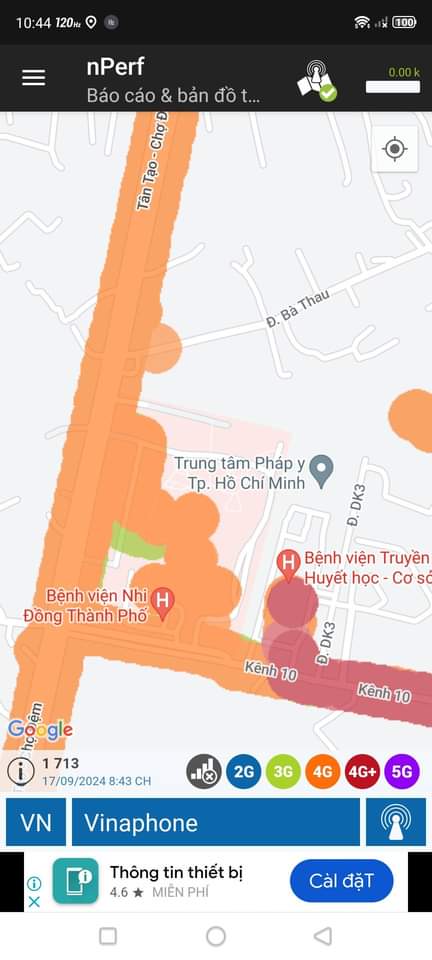 10:44 120Hz
100
nPerf
Báo cáo & bản đồ t...
0.00 k
Tân Tạo - Chợ Đ
Đ. Bà Thau
Trung tâm Pháp y
Tp. Hồ Chí Minh
Đ. DK3
H
Bệnh viện Truyền
Huyết học - Cơ sở
Bệnh viện Nhi
Đồng Thành Phố
H
Đ. DK3
Kênh 10
Kênh 10
Google
1 713
17/09/2024 8:43 CH
2G 3G 4G 4G+ 5G
VN Vinaphone
Thông tin thiết bị
4.6 ★ MIỄN PHÍ
Cài đặT